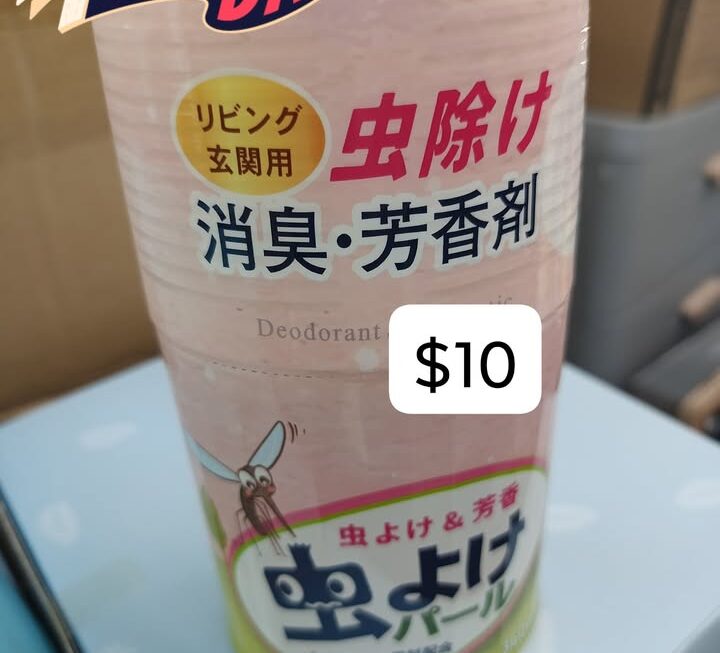 リビング
玄関用
虫除け
消臭・芳香剤
Deodorant
$10
虫よけ & 芳香
虫よけ
パール